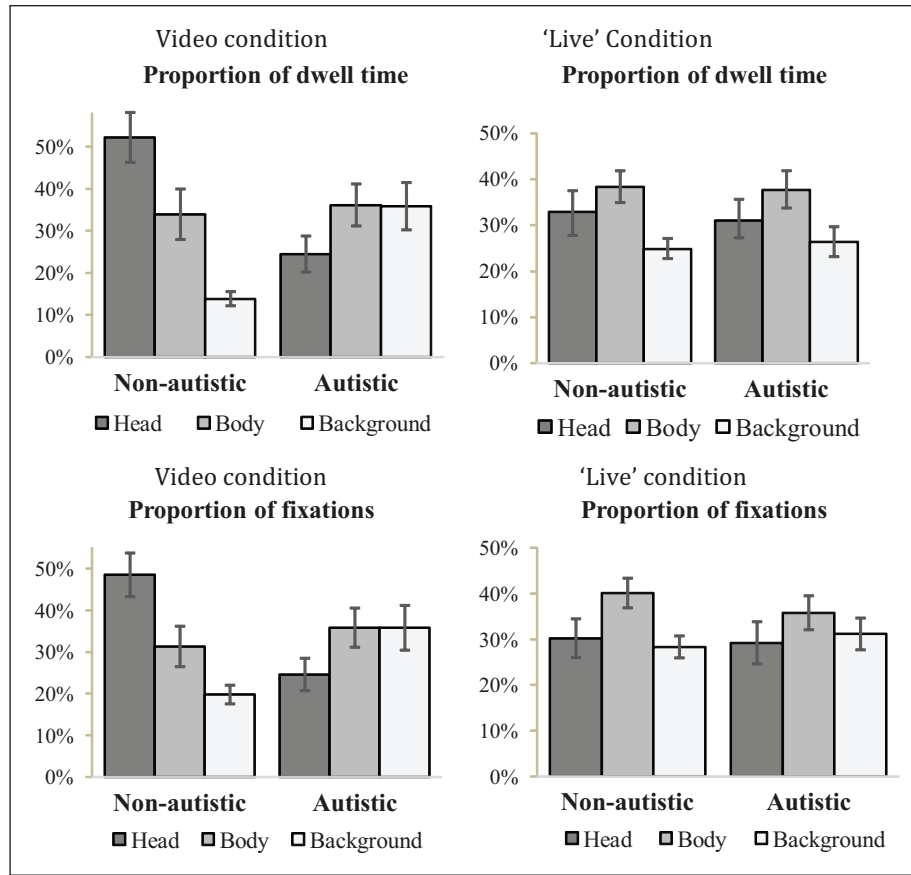 Video condition
Proportion of dwell time
50%
40%
30%
20%
10%
0%
Non-autistic Autistic
Head Body Background
‘Live’ Condition
Proportion of dwell time
50%
40%
30%
20%
10%
0%
Non-autistic Autistic
Head Body Background
Video condition
Proportion of fixations
50%
40%
30%
20%
10%
0%
Non-autistic Autistic
Head Body Background
‘Live’ condition
Proportion of fixations
50%
40%
30%
20%
10%
0%
Non-autistic Autistic
Head Body Background